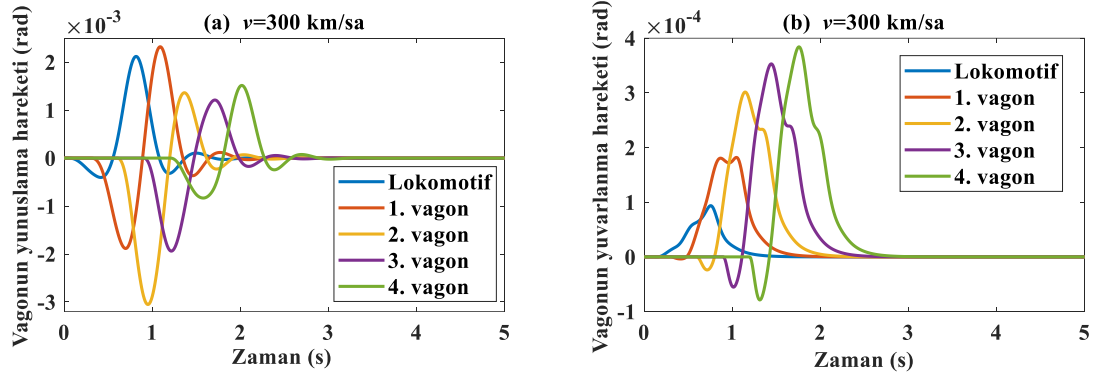 (a) v=300 km/sa
×10⁻³
Vagonun yunuslama hareketi (rad)
2
1
0
-1
-2
-3
0 1 2 3 4 5
Zaman (s)
Lokomotif
1. vagon
2. vagon
3. vagon
4. vagon
(b) v=300 km/sa
×10⁻⁴
Vagonun yuvarlanma hareketi (rad)
4
3
2
1
0
-1
0 1 2 3 4 5
Zaman (s)
Lokomotif
1. vagon
2. vagon
3. vagon
4. vagon